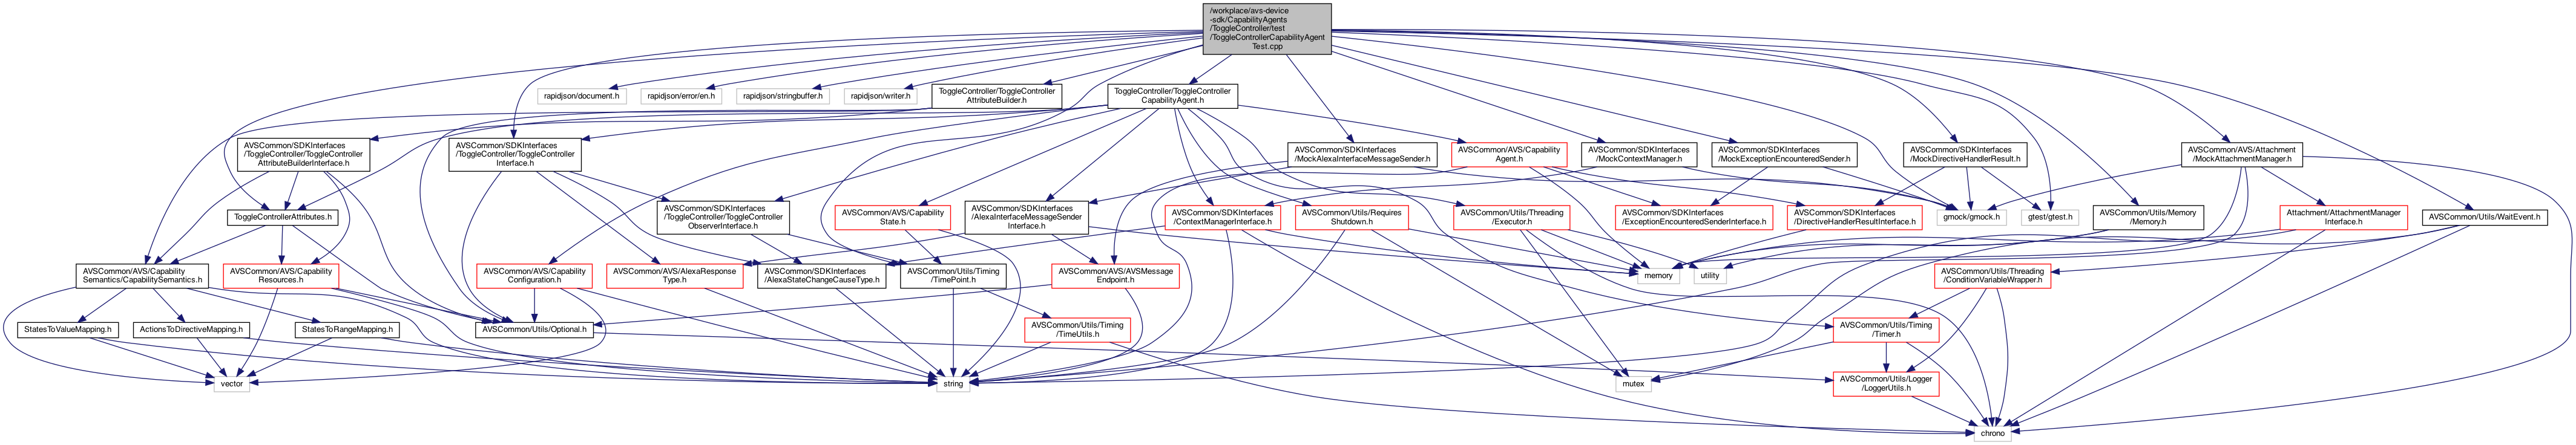 /workplace/avs-device
-sdk/CapabilityAgents
/ToggleController/test
/ToggleControllerCapabilityAgent
Test.cpp
rapidjson/document.h
rapidjson/error/en.h
rapidjson/stringbuffer.h
rapidjson/writer.h
ToggleController/ToggleController
AttributeBuilder.h
ToggleController/ToggleController
CapabilityAgent.h
AVSCommon/SDKInterfaces
/ToggleController/ToggleController
AttributeBuilderInterface.h
AVSCommon/SDKInterfaces
/ToggleController/ToggleController
Interface.h
AVSCommon/SDKInterfaces
/MockAlexaInterfaceMessageSender.h
AVSCommon/AVS/Capability
Agent.h
AVSCommon/SDKInterfaces
/MockContextManager.h
AVSCommon/SDKInterfaces
/MockExceptionEncounteredSender.h
AVSCommon/SDKInterfaces
/MockDirectiveHandlerResult.h
AVSCommon/AVS/Attachment
/MockAttachmentManager.h
ToggleControllerAttributes.h
AVSCommon/SDKInterfaces
/ToggleController/ToggleController
ObserverInterface.h
AVSCommon/AVS/Capability
State.h
AVSCommon/SDKInterfaces
/AlexaInterfaceMessageSender
Interface.h
AVSCommon/SDKInterfaces
/ContextManagerInterface.h
AVSCommon/Utils/Requires
Shutdown.h
AVSCommon/Utils/Threading
/Executor.h
AVSCommon/SDKInterfaces
/ExceptionEncounteredSenderInterface.h
AVSCommon/SDKInterfaces
/DirectiveHandlerResultInterface.h
gmock/gmock.h
gtest/gtest.h
AVSCommon/Utils/Memory
/Memory.h
Attachment/AttachmentManager
Interface.h
AVSCommon/Utils/WaitEvent.h
AVSCommon/AVS/Capability
Semantics/CapabilitySemantics.h
AVSCommon/AVS/Capability
Resources.h
AVSCommon/AVS/Capability
Configuration.h
AVSCommon/AVS/AlexaResponse
Type.h
AVSCommon/SDKInterfaces
/AlexaStateChangeCauseType.h
AVSCommon/Utils/Timing
/TimePoint.h
AVSCommon/AVS/AVSMessage
Endpoint.h
memory
utility
AVSCommon/Utils/Threading
/ConditionVariableWrapper.h
StatesToValueMapping.h
ActionsToDirectiveMapping.h
StatesToRangeMapping.h
AVSCommon/Utils/Optional.h
AVSCommon/Utils/Timing
/TimeUtils.h
AVSCommon/Utils/Timing
/Timer.h
vector
string
mutex
AVSCommon/Utils/Logger
/LoggerUtils.h
chrono